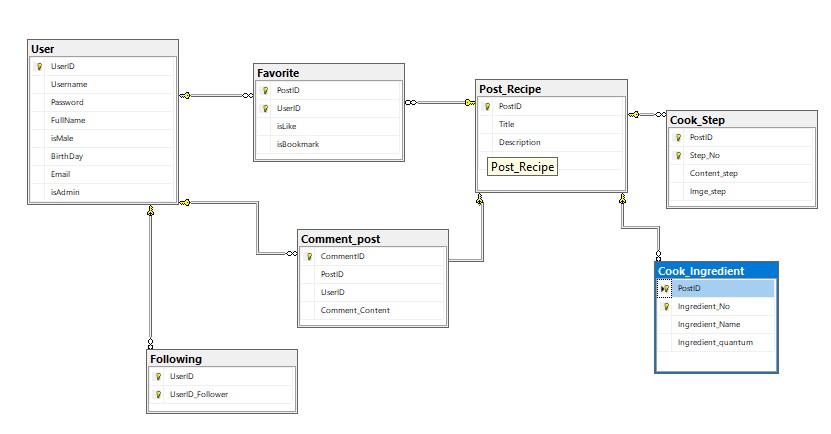 User
UserID
Username
Password
FullName
isMale
BirthDay
Email
isAdmin
Favorite
PostID
UserID
isLike
isBookmark
Post_Recipe
PostID
Title
Description
Post_Recipe
Cook_Step
PostID
Step_No
Content_step
Imge_step
Comment_post
CommentID
PostID
UserID
Comment_Content
Cook_Ingredient
PostID
Ingredient_No
Ingredient_Name
Ingredient_quantum
Following
UserID
UserID_Follower